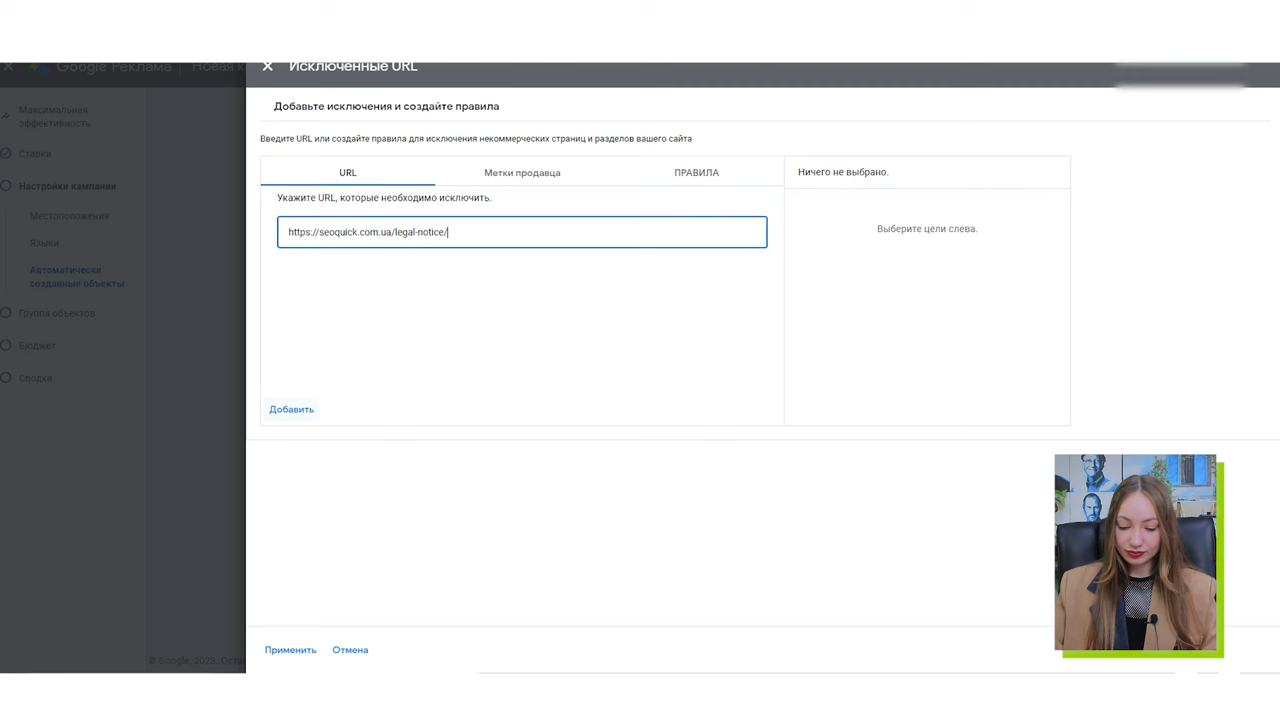 Google Реклама | Новая к
Исключенные URL
Добавьте исключения и создайте правила
Введите URL или создайте правила для исключения некоммерческих страниц и разделов вашего сайта
URL
Метки продавца
ПРАВИЛА
Ничего не выбрано.
Укажите URL, которые необходимо исключить.
https://seoquick.com.ua/legal-notice/
Выберите цели слева.
Добавить
Применить
Отмена
Максимальная
эффективность
Ставки
Настройки кампании
Местоположения
Языки
Автоматически
созданные объекты
Группа объектов
Бюджет
Сводка
© Google, 2023.